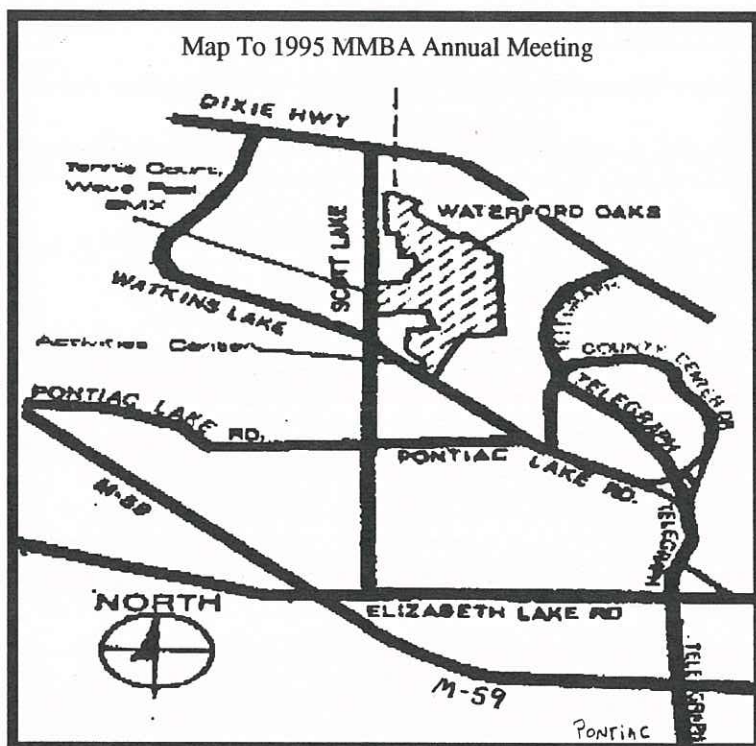 Map To 1995 MMBA Annual Meeting
DIXIE HWY
Tennis Court,
Wave Pool
BMX
WATERFORD OAKS
SCOTT LAKE
WATKINS LAKE
TELEGRAPH
Activities Center
COUNTY CENTER DR
TELEGRAPH
PONTIAC LAKE
RD.
PONTIAC LAKE RD.
M-59
TELEGRAPH
NORTH
ELIZABETH LAKE RD
M-59
TELEGRAPH
PONTIAC